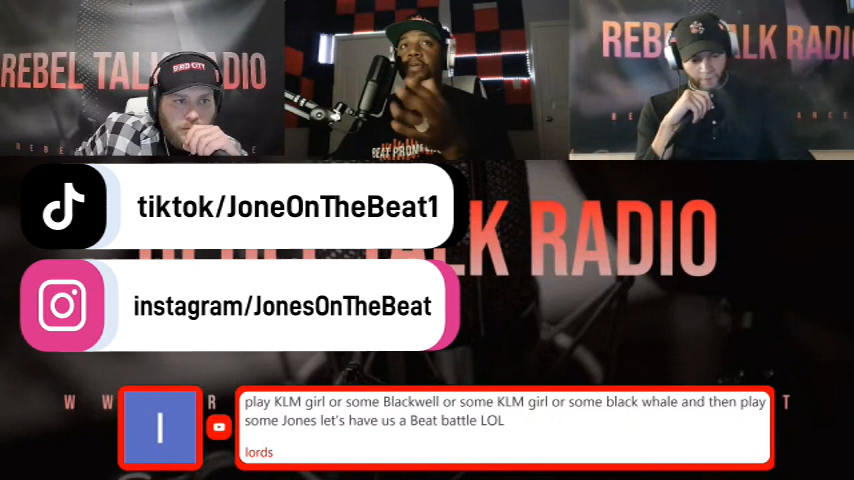 REBEL TALK RADIO
BIRD CITY
REBEL TALK RADIO
tiktok/JoneOnTheBeat1
TALK RADIO
instagram/JonesOnTheBeat
W W R T
I
play KLM girl or some Blackwell or some KLM girl or some black whale and then play
some Jones let's have us a Beat battle LOL
lords